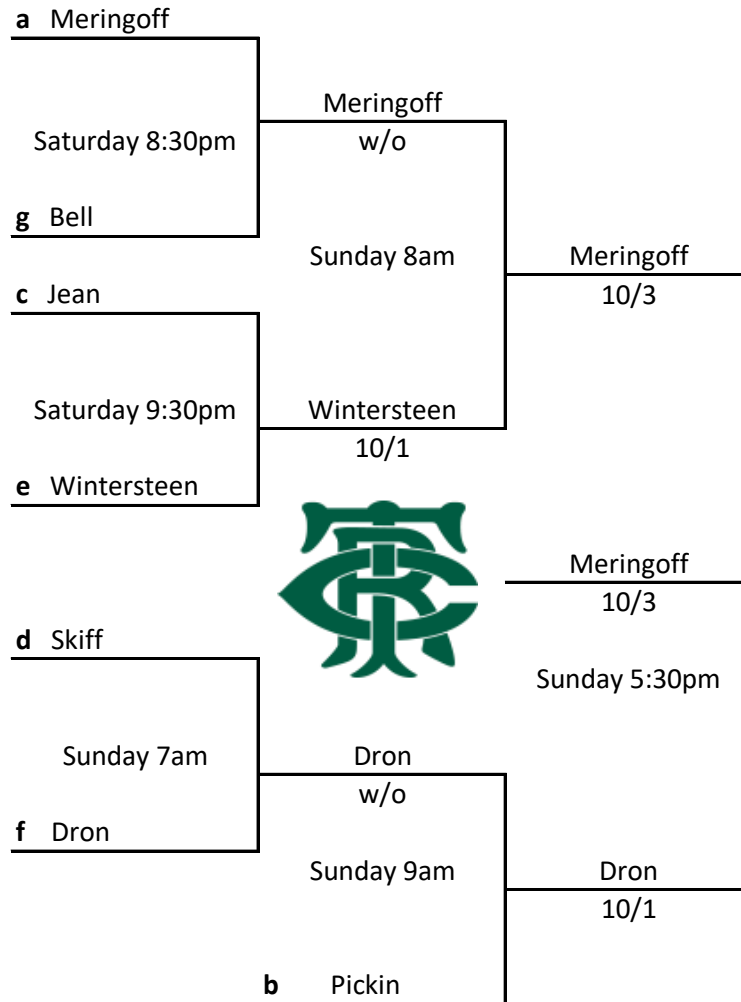 a Meringoff
Meringoff
Saturday 8:30pm
w/o
g Bell
Sunday 8am
Meringoff
c Jean
10/3
Saturday 9:30pm
Wintersteen
10/1
e Wintersteen
TRC
Meringoff
10/3
d Skiff
Sunday 5:30pm
Sunday 7am
Dron
w/o
f Dron
Sunday 9am
Dron
10/1
b Pickin